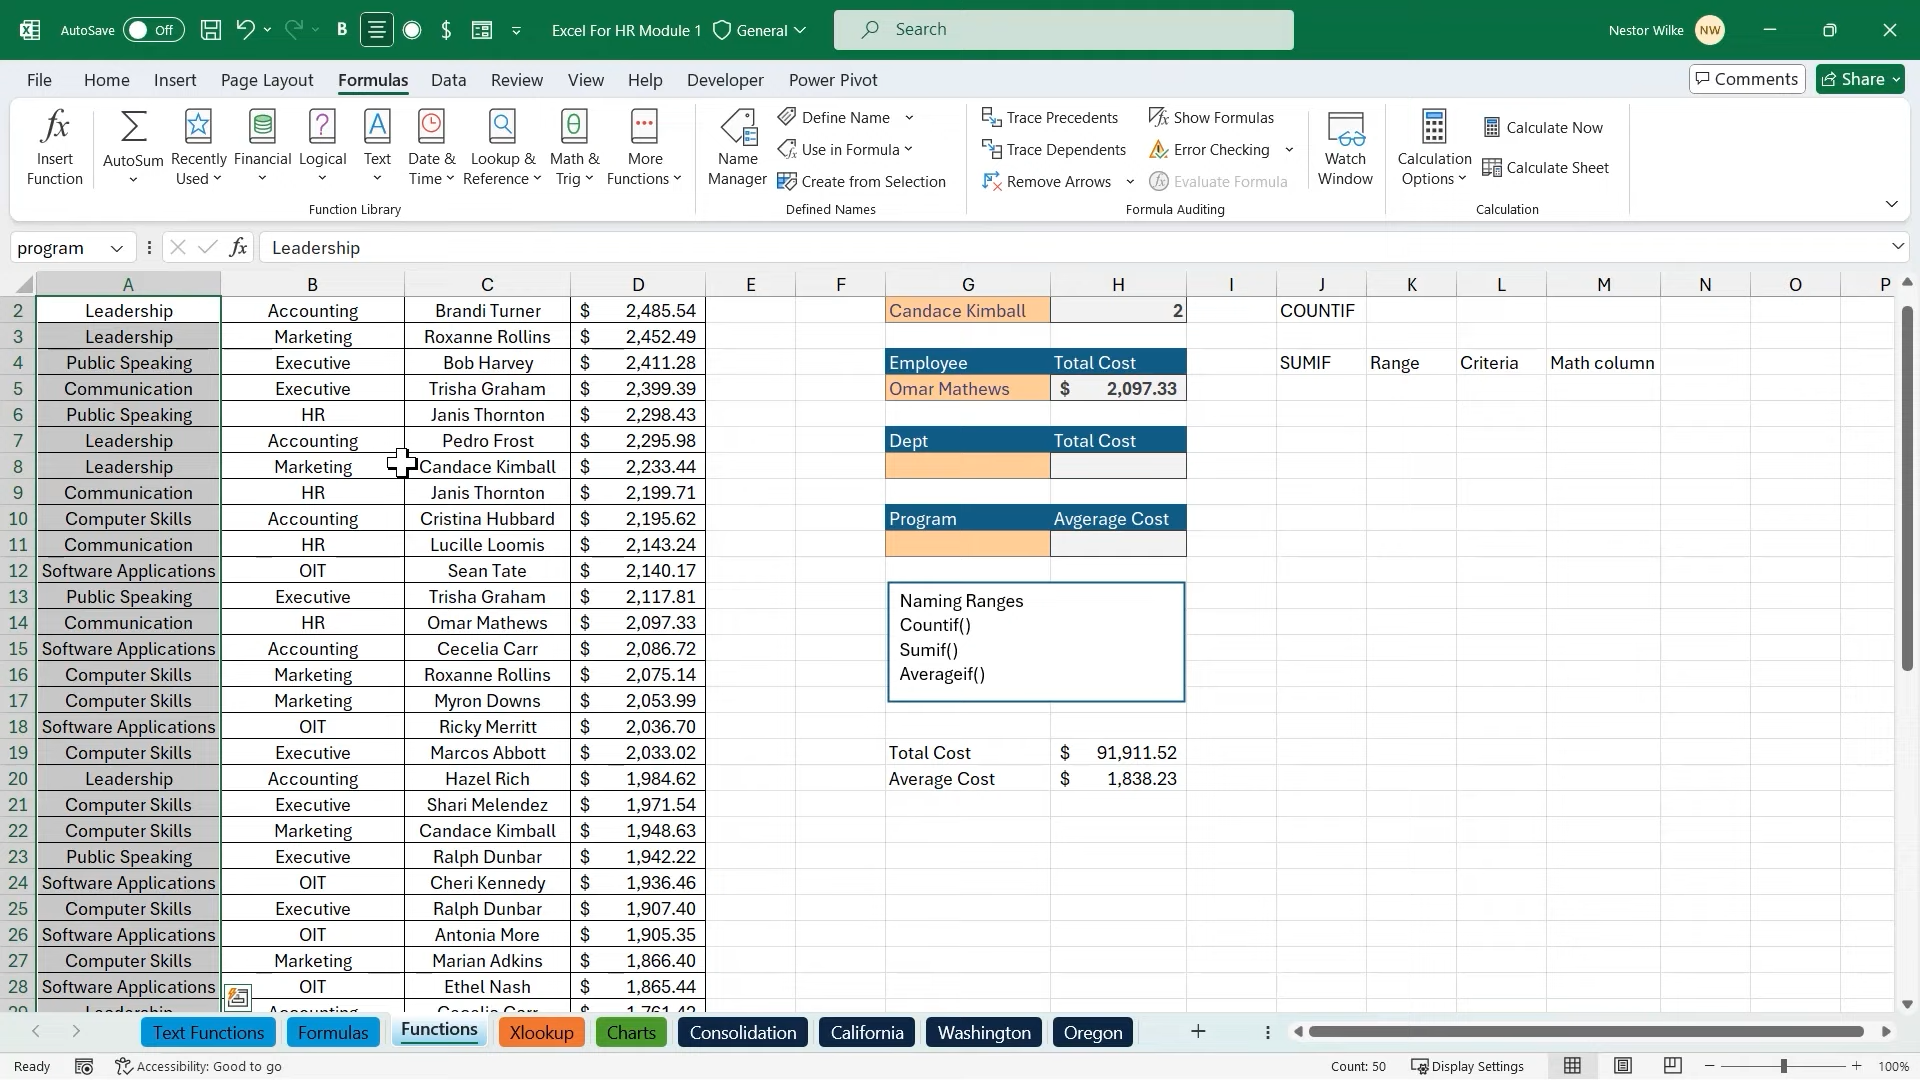 AutoSave Off B $ Excel For HR Module 1 General Search Nestor Wilke NW
File Home Insert Page Layout Formulas Data Review View Help Developer Power Pivot Comments Share
Insert Function AutoSum Recently Used Financial Logical Text Date & Time Lookup & Reference Math & Trig More Functions
Function Library
Name Manager Define Name Use in Formula Create from Selection
Defined Names
Trace Precedents Trace Dependents Remove Arrows Show Formulas Error Checking Evaluate Formula
Formula Auditing
Watch Window
Calculation Options Calculate Now Calculate Sheet
Calculation
program fx Leadership
A B C D E F G H I J K L M N O P
2 Leadership Accounting Brandi Turner $ 2,485.54 Candace Kimball 2 COUNTIF
3 Leadership Marketing Roxanne Rollins $ 2,452.49
4 Public Speaking Executive Bob Harvey $ 2,411.28 Employee Total Cost SUMIF Range Criteria Math column
5 Communication Executive Trisha Graham $ 2,399.39 Omar Mathews $ 2,097.33
6 Public Speaking HR Janis Thornton $ 2,298.43
7 Leadership Accounting Pedro Frost $ 2,295.98 Dept Total Cost
8 Leadership Marketing Candace Kimball $ 2,233.44
9 Communication HR Janis Thornton $ 2,199.71
10 Computer Skills Accounting Cristina Hubbard $ 2,195.62 Program Avgerage Cost
11 Communication HR Lucille Loomis $ 2,143.24
12 Software Applications OIT Sean Tate $ 2,140.17
13 Public Speaking Executive Trisha Graham $ 2,117.81 Naming Ranges
14 Communication HR Omar Mathews $ 2,097.33 Countif()
15 Software Applications Accounting Cecelia Carr $ 2,086.72 Sumif()
16 Computer Skills Marketing Roxanne Rollins $ 2,075.14 Averageif()
17 Computer Skills Marketing Myron Downs $ 2,053.99
18 Software Applications OIT Ricky Merritt $ 2,036.70
19 Computer Skills Executive Marcos Abbott $ 2,033.02 Total Cost $ 91,911.52
20 Leadership Accounting Hazel Rich $ 1,984.62 Average Cost $ 1,838.23
21 Computer Skills Executive Shari Melendez $ 1,971.54
22 Computer Skills Marketing Candace Kimball $ 1,948.63
23 Public Speaking Executive Ralph Dunbar $ 1,942.22
24 Software Applications OIT Cheri Kennedy $ 1,936.46
25 Computer Skills Executive Ralph Dunbar $ 1,907.40
26 Software Applications OIT Antonia More $ 1,905.35
27 Computer Skills Marketing Marian Adkins $ 1,866.40
28 Software Applications OIT Ethel Nash $ 1,865.44
Text Functions Formulas Functions Xlookup Charts Consolidation California Washington Oregon
Ready Accessibility: Good to go Count: 50 Display Settings 100%